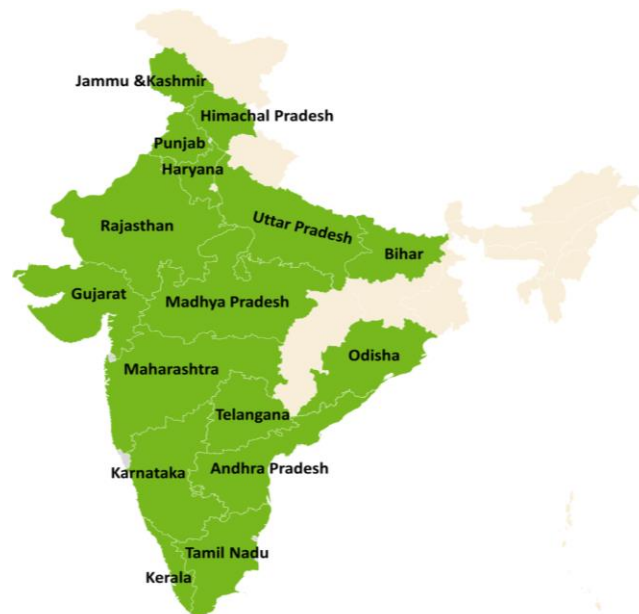 Jammu &Kashmir
Himachal Pradesh
Punjab
Haryana
Rajasthan
Uttar Pradesh
Bihar
Gujarat
Madhya Pradesh
Maharashtra
Odisha
Telangana
Karnataka
Andhra Pradesh
Tamil Nadu
Kerala